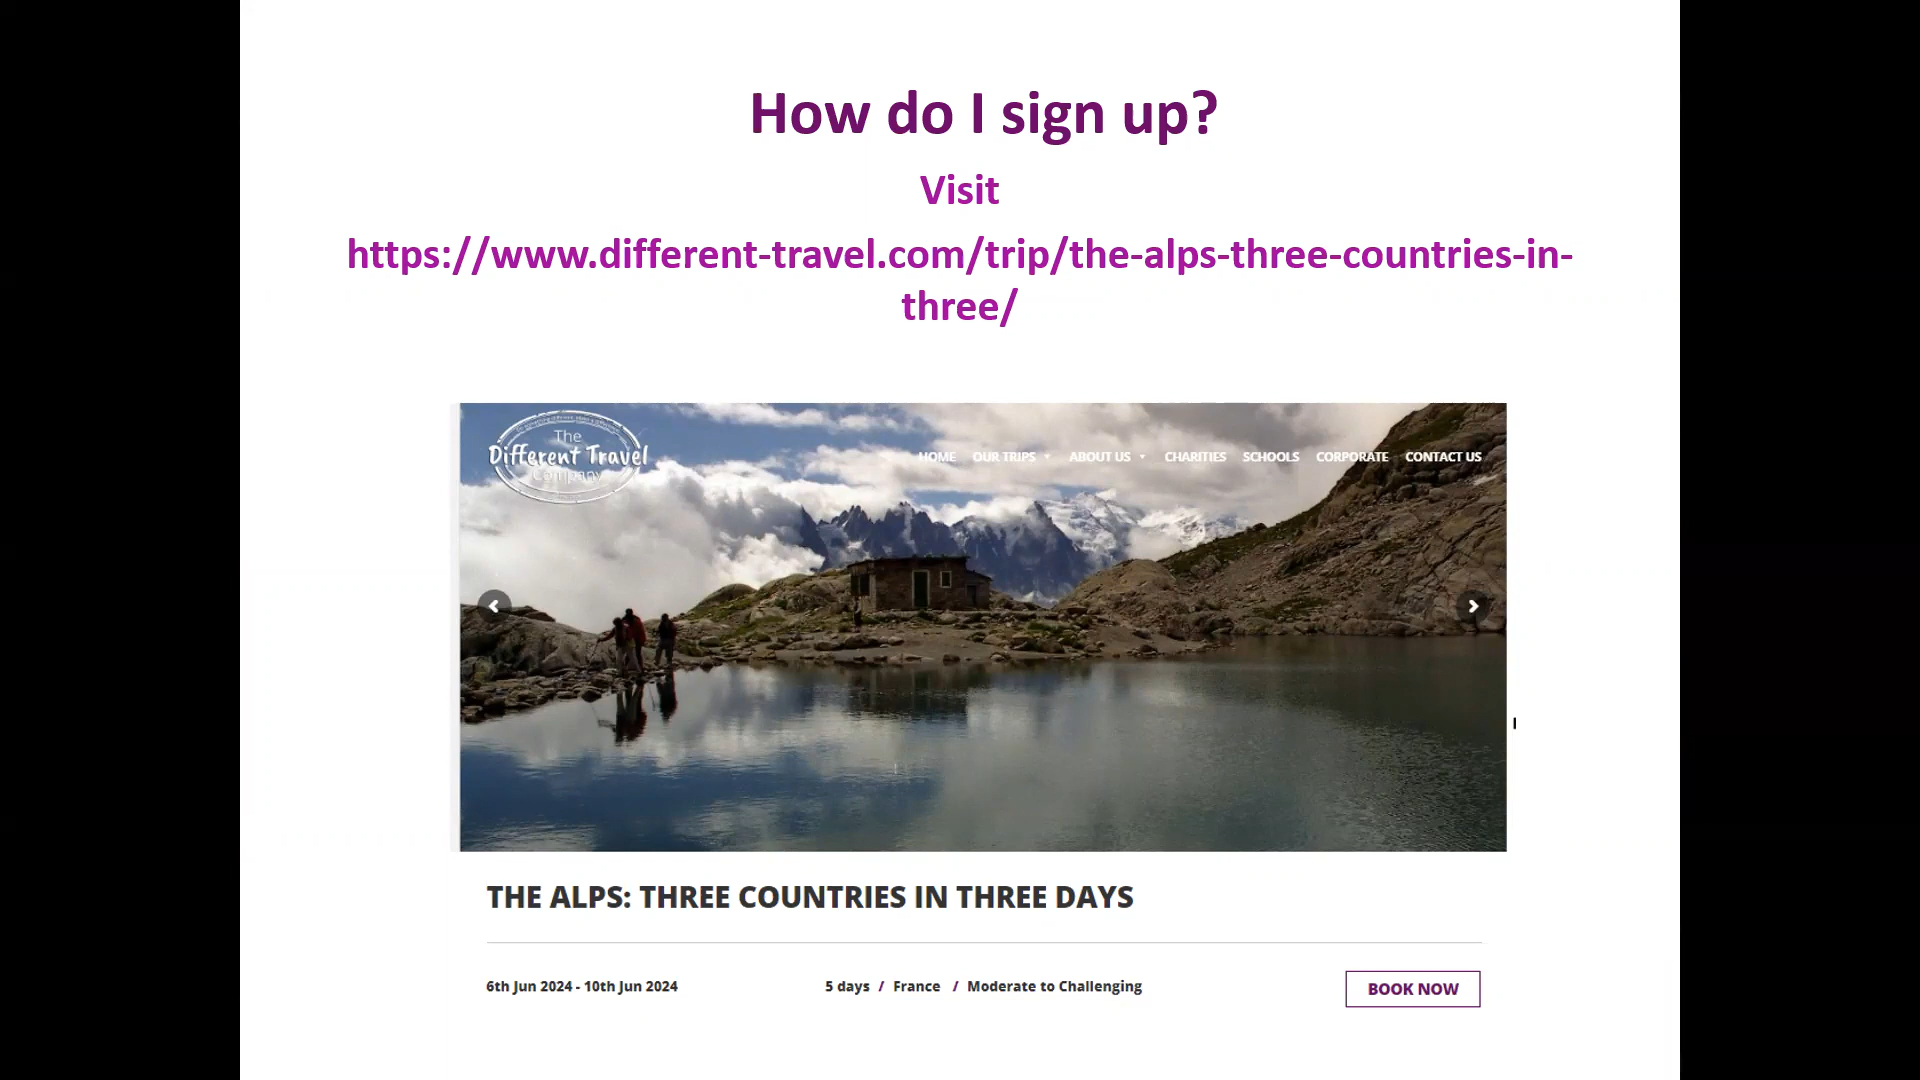 How do I sign up?
Visit
https://www.different-travel.com/trip/the-alps-three-countries-in-
three/
The
Different Travel
Company
HOME OUR TRIPS ABOUT US CHARITIES SCHOOLS CORPORATE CONTACT US
THE ALPS: THREE COUNTRIES IN THREE DAYS
6th Jun 2024 - 10th Jun 2024 5 days / France / Moderate to Challenging BOOK NOW